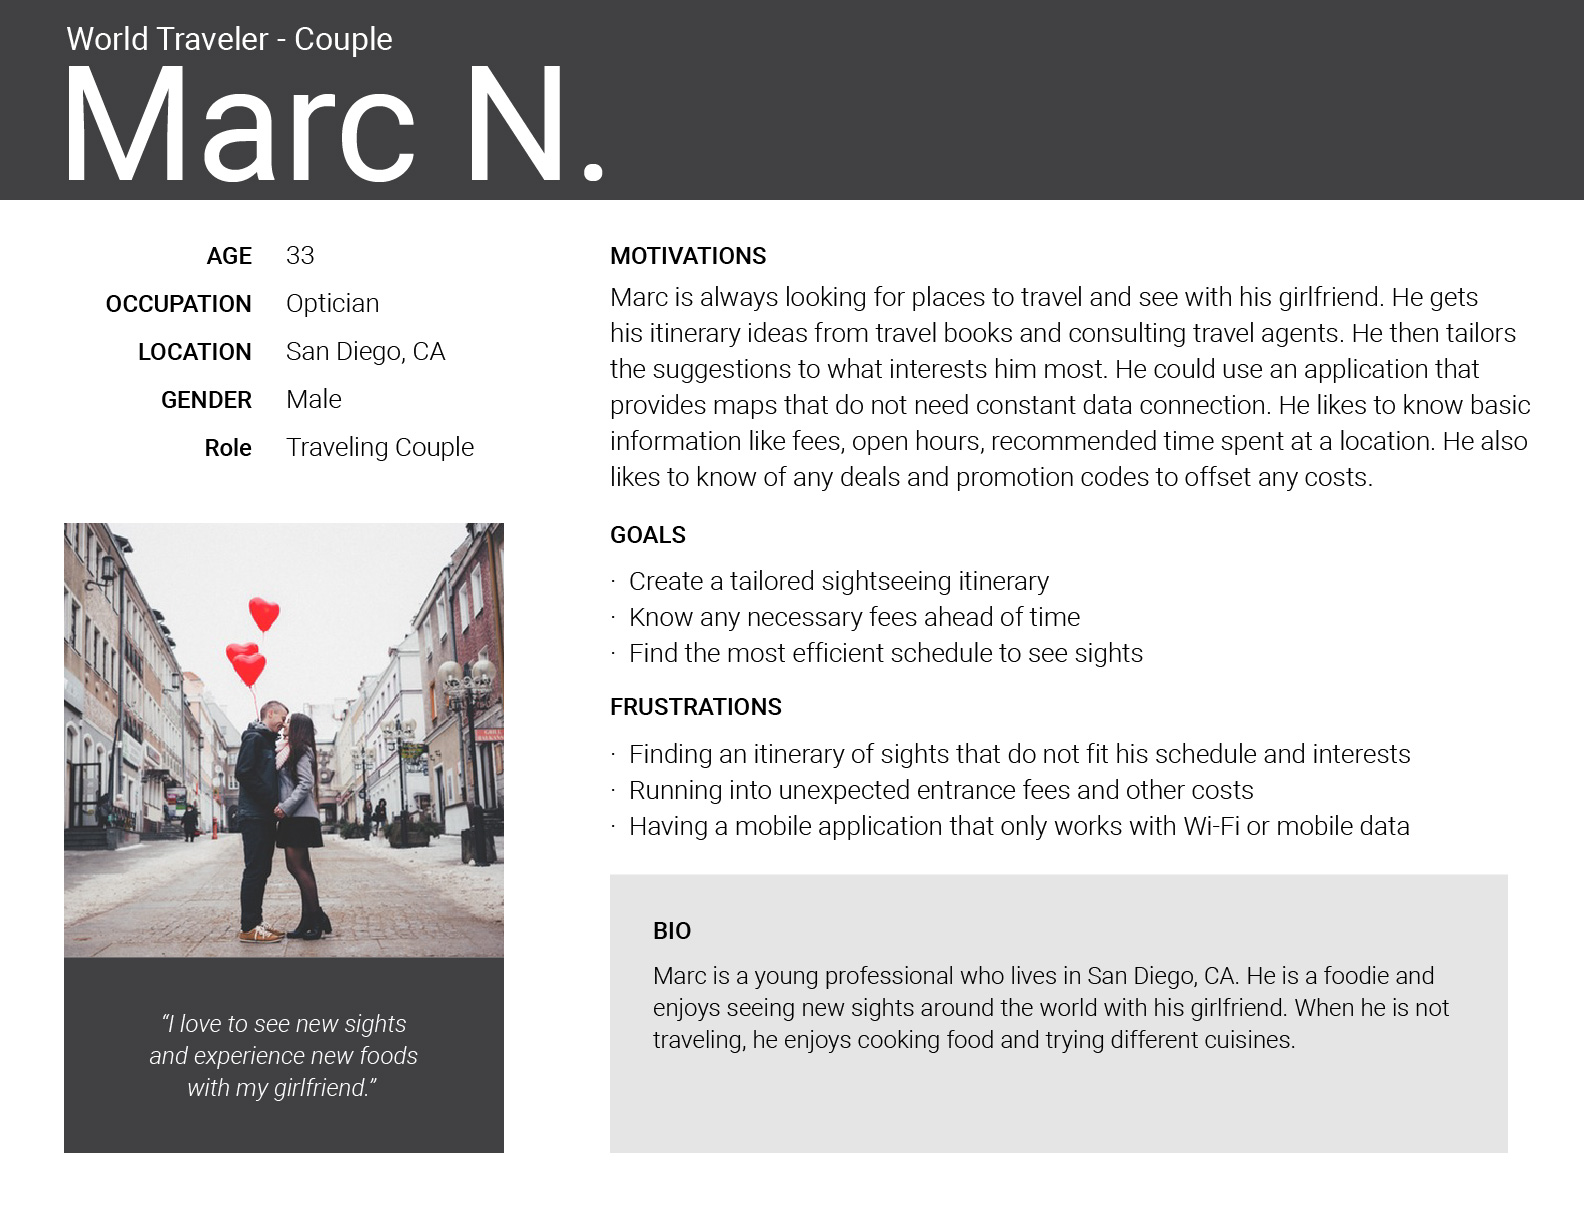 World Traveler - Couple
Marc N.
AGE 33
OCCUPATION Optician
LOCATION San Diego, CA
GENDER Male
Role Traveling Couple
“I love to see new sights
and experience new foods
with my girlfriend.”
MOTIVATIONS
Marc is always looking for places to travel and see with his girlfriend. He gets
his itinerary ideas from travel books and consulting travel agents. He then tailors
the suggestions to what interests him most. He could use an application that
provides maps that do not need constant data connection. He likes to know basic
information like fees, open hours, recommended time spent at a location. He also
likes to know of any deals and promotion codes to offset any costs.
GOALS
· Create a tailored sightseeing itinerary
· Know any necessary fees ahead of time
· Find the most efficient schedule to see sights
FRUSTRATIONS
· Finding an itinerary of sights that do not fit his schedule and interests
· Running into unexpected entrance fees and other costs
· Having a mobile application that only works with Wi-Fi or mobile data
BIO
Marc is a young professional who lives in San Diego, CA. He is a foodie and
enjoys seeing new sights around the world with his girlfriend. When he is not
traveling, he enjoys cooking food and trying different cuisines.